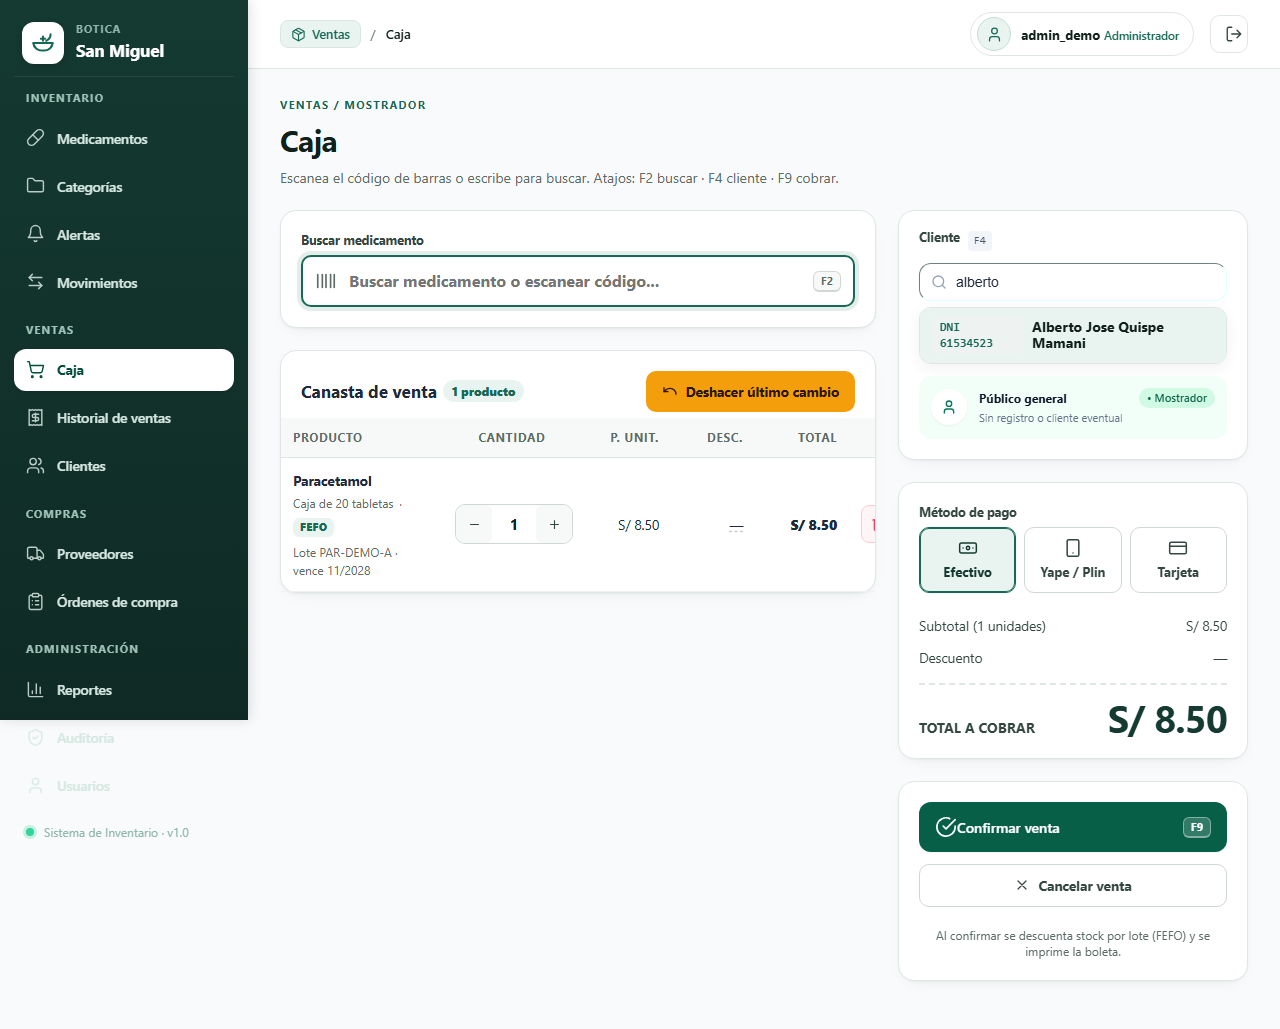 BOTICA
San Miguel
INVENTARIO
Medicamentos
Categorías
Alertas
Movimientos
VENTAS
Caja
Historial de ventas
Clientes
COMPRAS
Proveedores
Órdenes de compra
ADMINISTRACIÓN
Reportes
Auditoría
Usuarios
Sistema de Inventario · v1.0
Ventas / Caja
admin_demo Administrador
VENTAS / MOSTRADOR
Caja
Escanea el código de barras o escribe para buscar. Atajos: F2 buscar · F4 cliente · F9 cobrar.
Buscar medicamento
Buscar medicamento o escanear código... F2
Canasta de venta 1 producto Deshacer último cambio
PRODUCTO CANTIDAD P. UNIT. DESC. TOTAL
Paracetamol
Caja de 20 tabletas ·
FEFO
Lote PAR-DEMO-A ·
vence 11/2028
− 1 + S/ 8.50 — S/ 8.50
Cliente F4
alberto
DNI
61534523
Alberto Jose Quispe
Mamani
Público general • Mostrador
Sin registro o cliente eventual
Método de pago
Efectivo Yape / Plin Tarjeta
Subtotal (1 unidades) S/ 8.50
Descuento —
TOTAL A COBRAR S/ 8.50
Confirmar venta F9
Cancelar venta
Al confirmar se descuenta stock por lote (FEFO) y se
imprime la boleta.